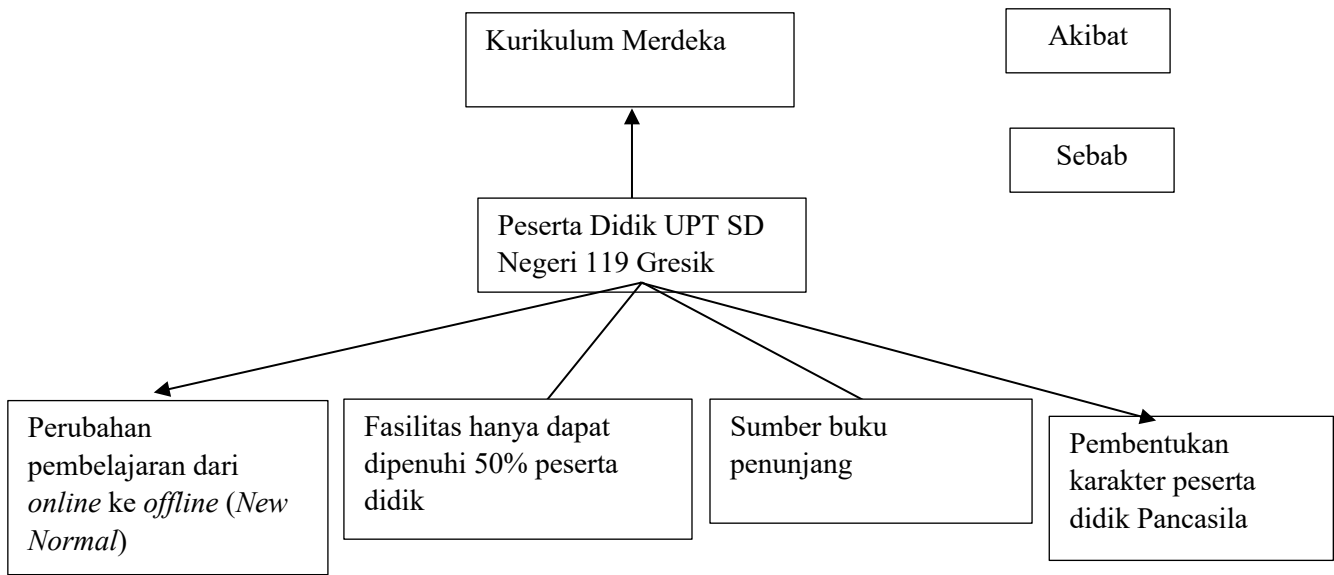 Kurikulum Merdeka
Akibat
Sebab
Peserta Didik UPT SD
Negeri 119 Gresik
Perubahan
pembelajaran dari
online ke offline (New
Normal)
Fasilitas hanya dapat
dipenuhi 50% peserta
didik
Sumber buku
penunjang
Pembentukan
karakter peserta
didik Pancasila